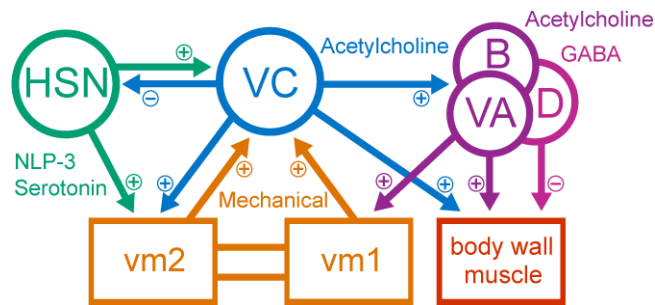 Acetylcholine
Acetylcholine
GABA
HSN
+
−
VC
+
B
VA
D
NLP-3
Serotonin
+
+
+
Mechanical
+
+
+
+
−
vm2
vm1
body wall
muscle